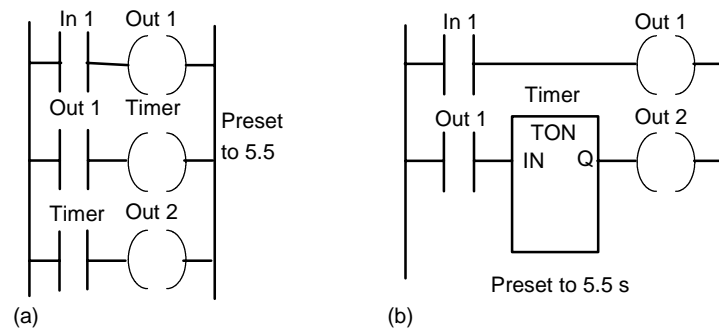 In 1 Out 1
Out 1 Timer
Preset
to 5.5
Timer Out 2
(a)
In 1 Out 1
Timer
Out 1 Out 2
TON
IN Q
Preset to 5.5 s
(b)